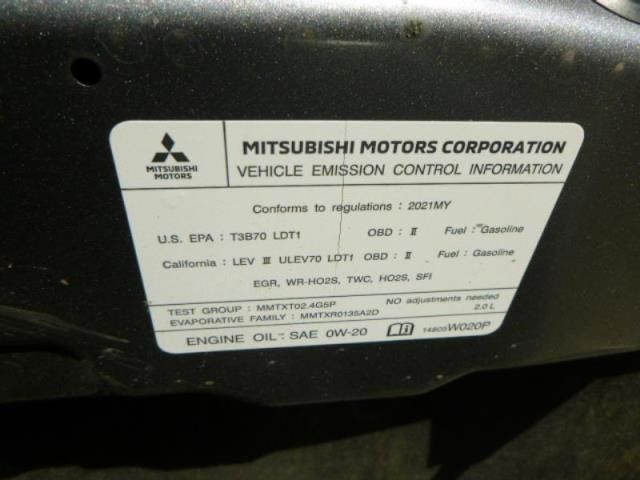 MITSUBISHI MOTORS
MITSUBISHI MOTORS CORPORATION
VEHICLE EMISSION CONTROL INFORMATION
Conforms to regulations : 2021MY
U.S. EPA : T3B70 LDT1 OBD : II Fuel : Gasoline
California : LEV III ULEV70 LDT1 OBD : II Fuel : Gasoline
EGR, WR-HO2S, TWC, HO2S, SFI
TEST GROUP : MMTXT02.4G5P NO adjustments needed
EVAPORATIVE FAMILY : MMTXR0135A2D 2.0 L
ENGINE OIL : SAE 0W-20 14805W020P